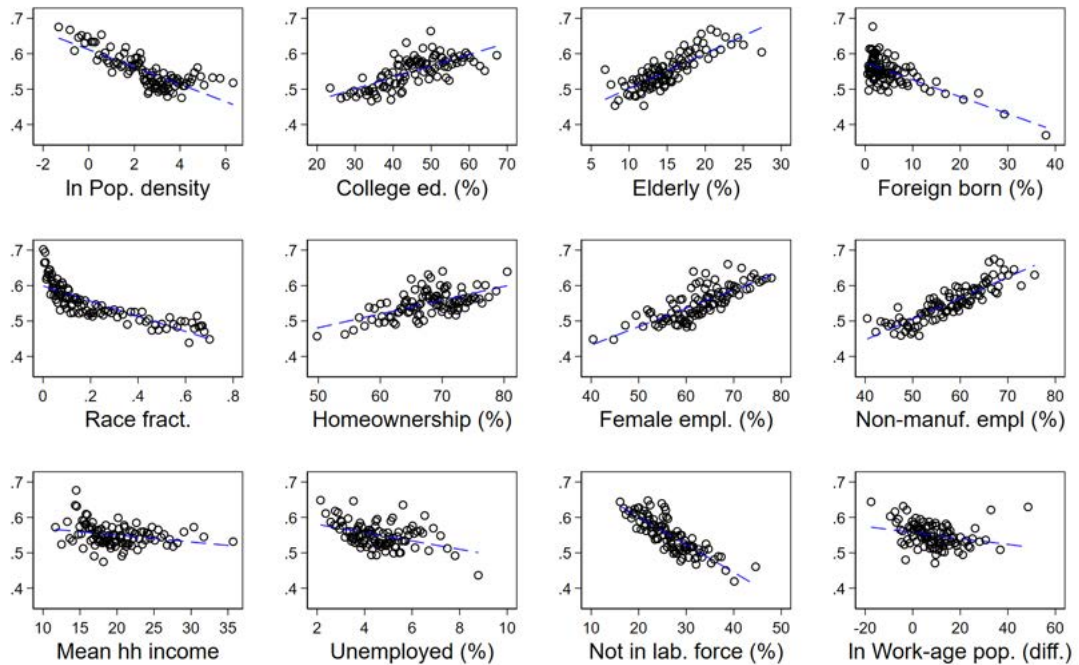 .7
.6
.5
.4
-2 0 2 4 6
ln Pop. density
.7
.6
.5
.4
20 30 40 50 60 70
College ed. (%)
.7
.6
.5
.4
5 10 15 20 25 30
Elderly (%)
.7
.6
.5
.4
0 10 20 30 40
Foreign born (%)
.7
.6
.5
.4
0 .2 .4 .6 .8
Race fract.
.7
.6
.5
.4
50 60 70 80
Homeownership (%)
.7
.6
.5
.4
40 50 60 70 80
Female empl. (%)
.7
.6
.5
.4
40 50 60 70 80
Non-manuf. empl (%)
.7
.6
.5
.4
10 15 20 25 30 35
Mean hh income
.7
.6
.5
.4
2 4 6 8 10
Unemployed (%)
.7
.6
.5
.4
10 20 30 40 50
Not in lab. force (%)
.7
.6
.5
.4
-20 0 20 40 60
ln Work-age pop. (diff.)